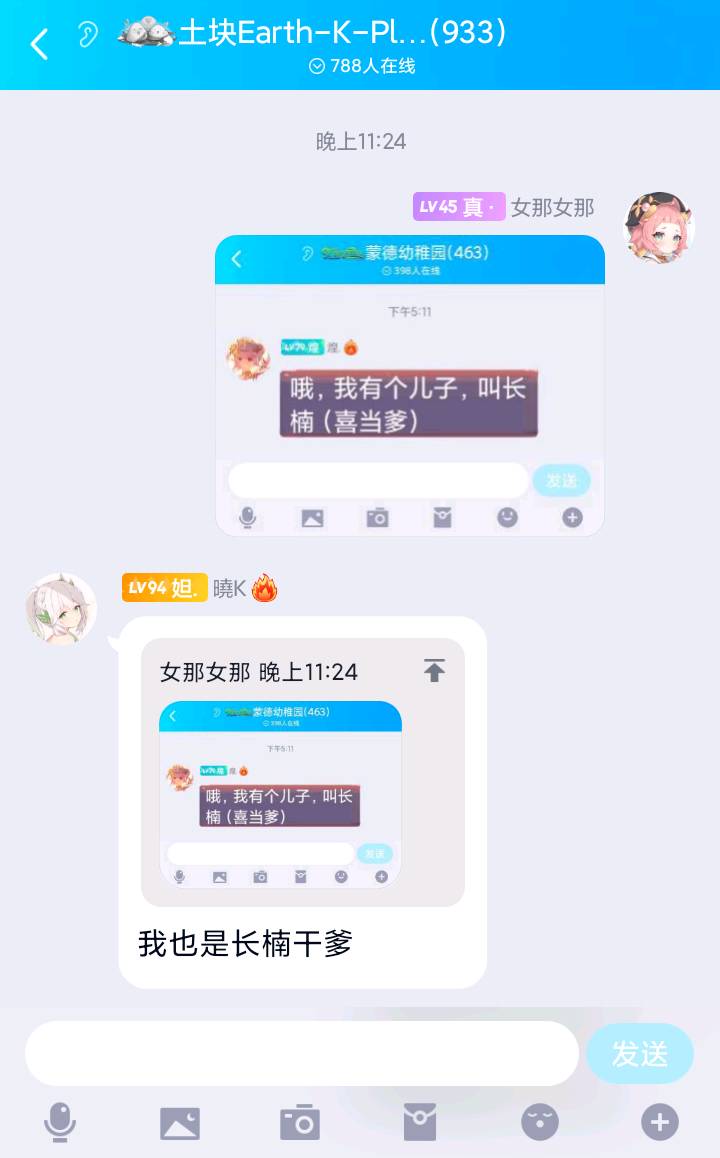 土块Earth-K-Pl...(933)
788人在线
晚上11:24
LV45 真· 女那女那
蒙德幼稚园(463)
398人在线
下午5:11
LV79 煌 煌
哦，我有个儿子，叫长
楠（喜当爹）
发送
LV94 妲. 曉K
女那女那 晚上11:24
蒙德幼稚园(463)
398人在线
下午5:11
哦，我有个儿子，叫长
楠（喜当爹）
发送
我也是长楠干爹
发送